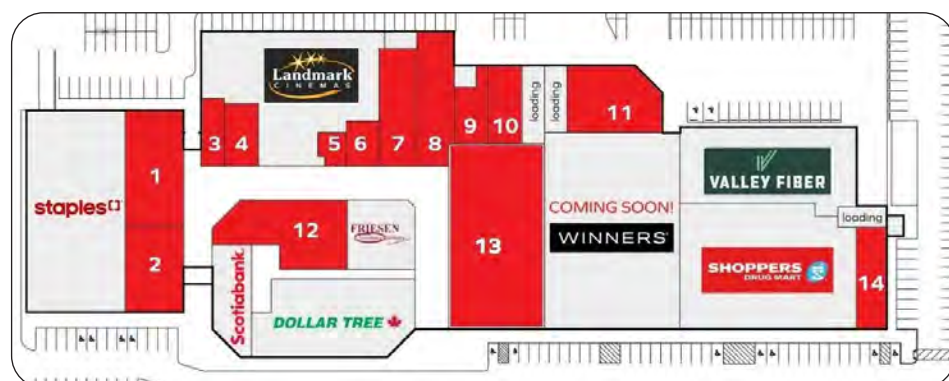 Landmark
CINEMAS
3
4
5
6
7
8
9
10
loading
loading
11
1
2
staples
12
FRIESEN
Scotiabank
DOLLAR TREE
13
COMING SOON!
WINNERS
VALLEY FIBER
loading
SHOPPERS
DRUG MART
14